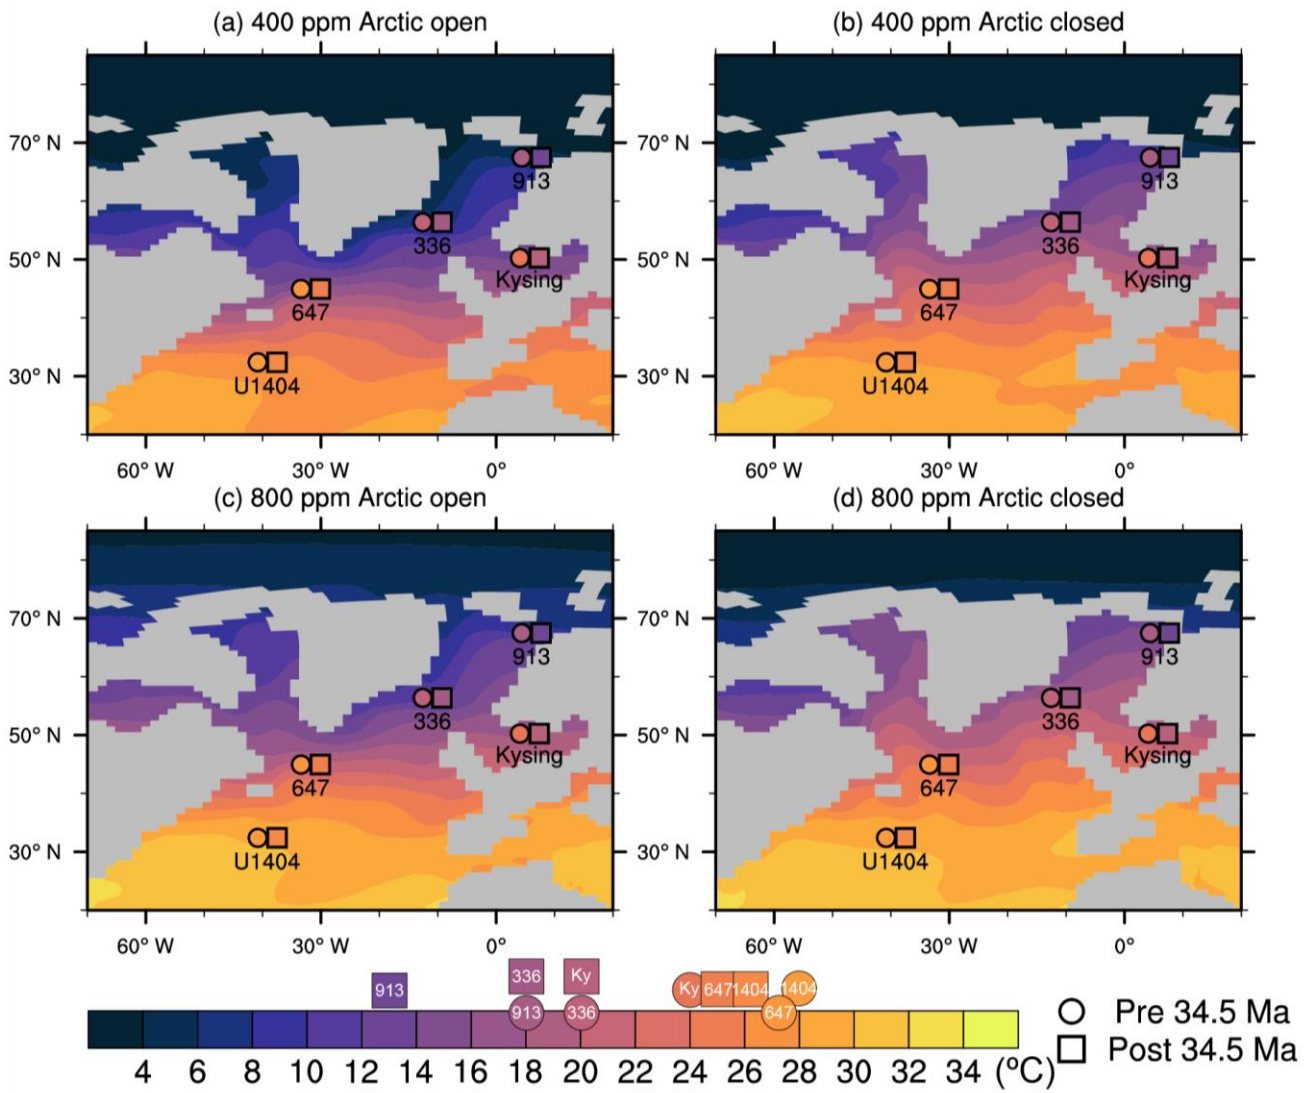 (a) 400 ppm Arctic open
(b) 400 ppm Arctic closed
70° N
50° N
30° N
913
336
Kysing
647
U1404
60° W
30° W
0°
70° N
50° N
30° N
913
336
Kysing
647
U1404
60° W
30° W
0°
(c) 800 ppm Arctic open
(d) 800 ppm Arctic closed
70° N
50° N
30° N
913
336
Kysing
647
U1404
60° W
30° W
0°
70° N
50° N
30° N
913
336
Kysing
647
U1404
60° W
30° W
0°
913 336 Ky Ky 647 1404 1404
913 336 647
4 6 8 10 12 14 16 18 20 22 24 26 28 30 32 34 (°C)
Pre 34.5 Ma
Post 34.5 Ma